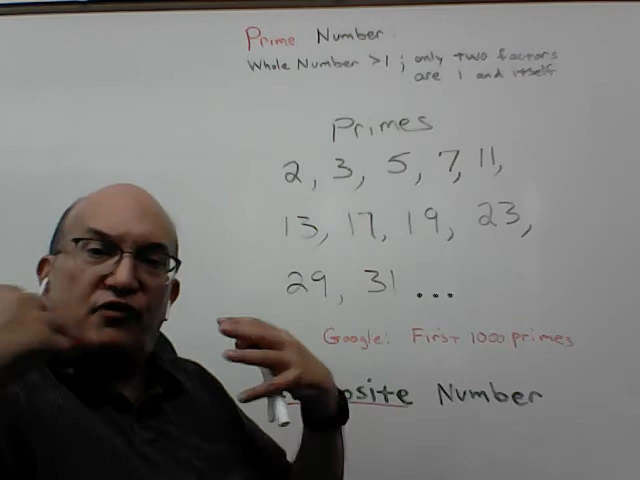 Prime Number
Whole Number >1 ; only two factors
are 1 and itself
Primes
2, 3, 5, 7, 11,
13, 17, 19, 23,
29, 31 ...
Google: First 1000 primes
Number